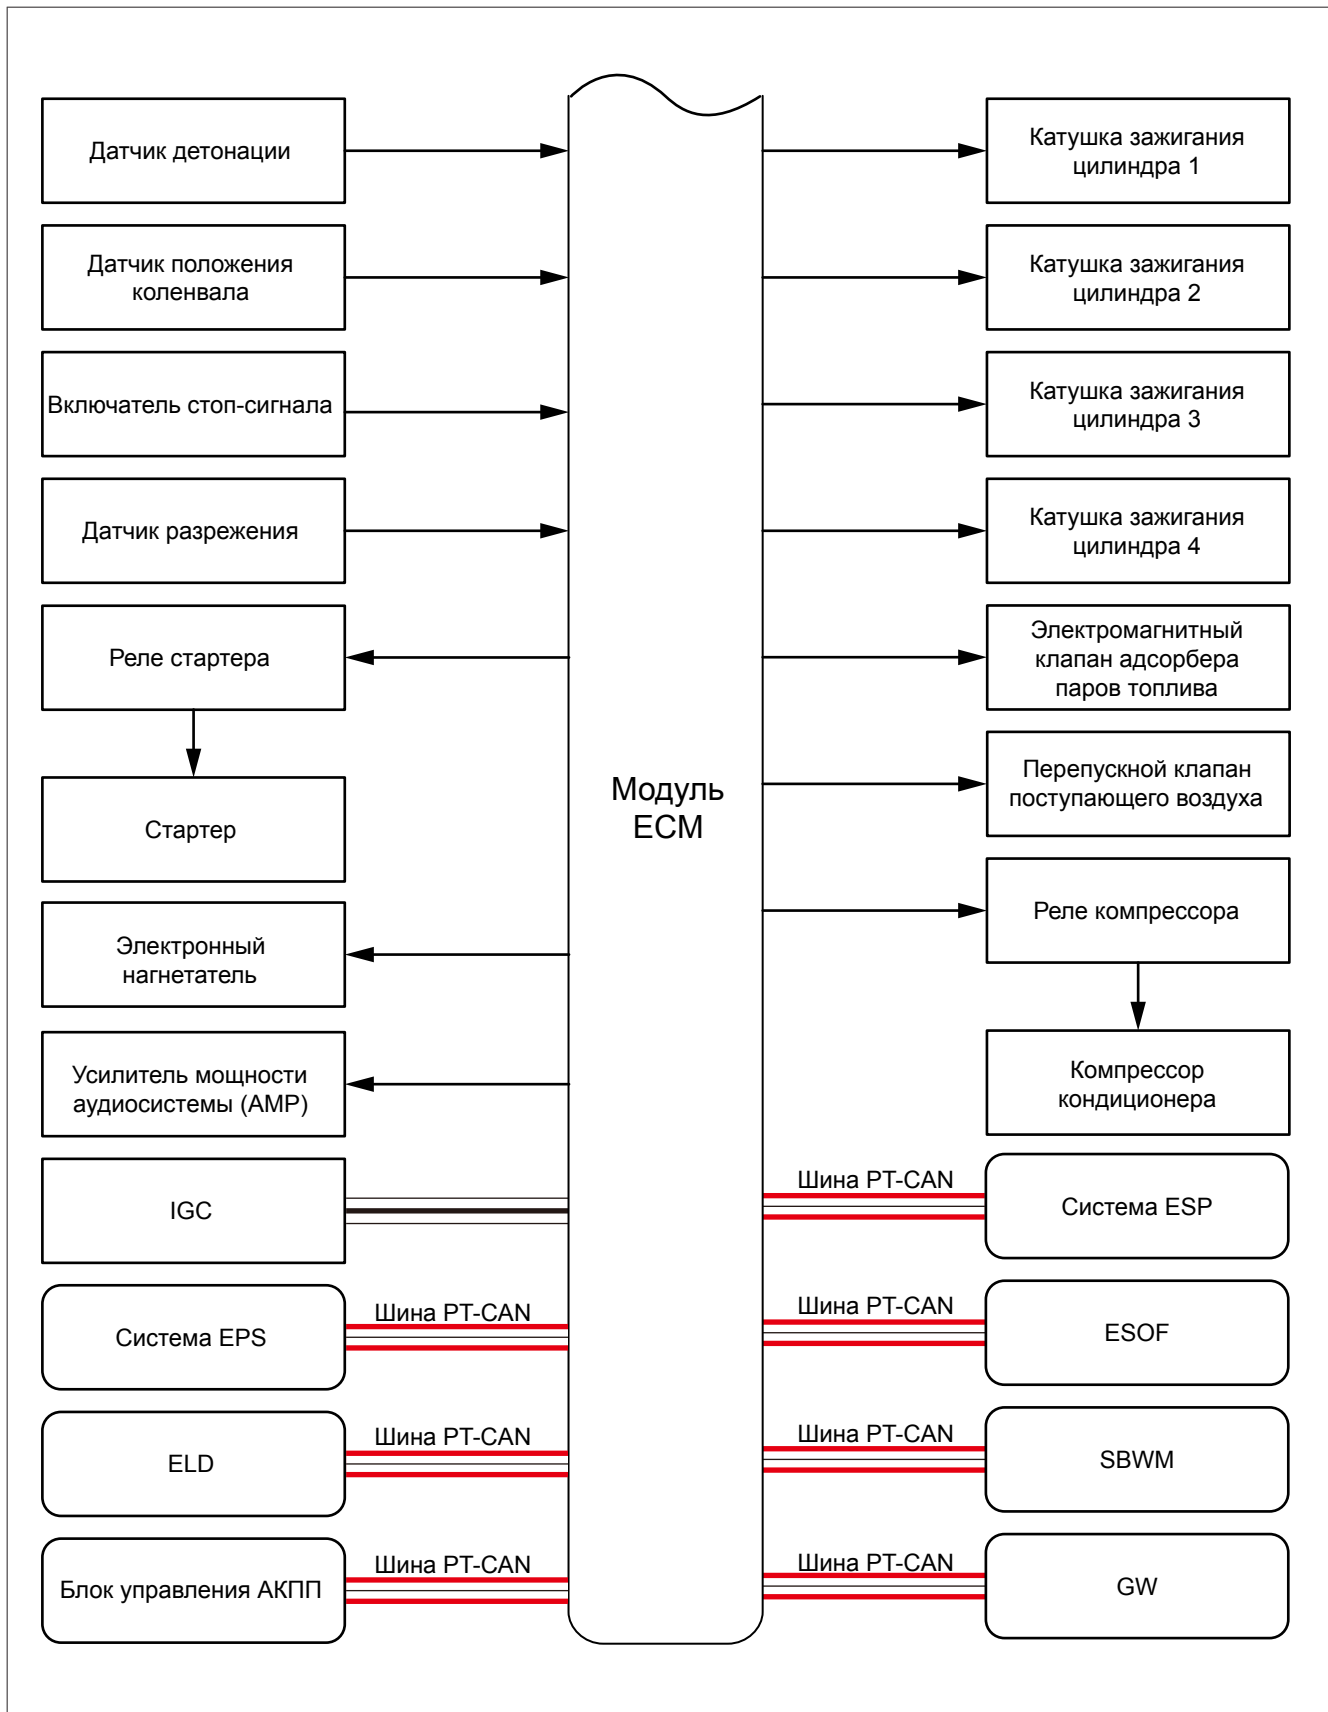 Датчик детонации
Датчик положения
коленвала
Включатель стоп-сигнала
Датчик разрежения
Реле стартера
Стартер
Электронный
нагнетатель
Усилитель мощности
аудиосистемы (AMP)
IGC
Шина PT-CAN
Система EPS
Шина PT-CAN
ELD
Шина PT-CAN
Блок управления АКПП
Модуль
ECM
Катушка зажигания
цилиндра 1
Катушка зажигания
цилиндра 2
Катушка зажигания
цилиндра 3
Катушка зажигания
цилиндра 4
Электромагнитный
клапан адсорбера
паров топлива
Перепускной клапан
поступающего воздуха
Реле компрессора
Компрессор
кондиционера
Шина PT-CAN
Система ESP
Шина PT-CAN
ESOF
Шина PT-CAN
SBWM
Шина PT-CAN
GW